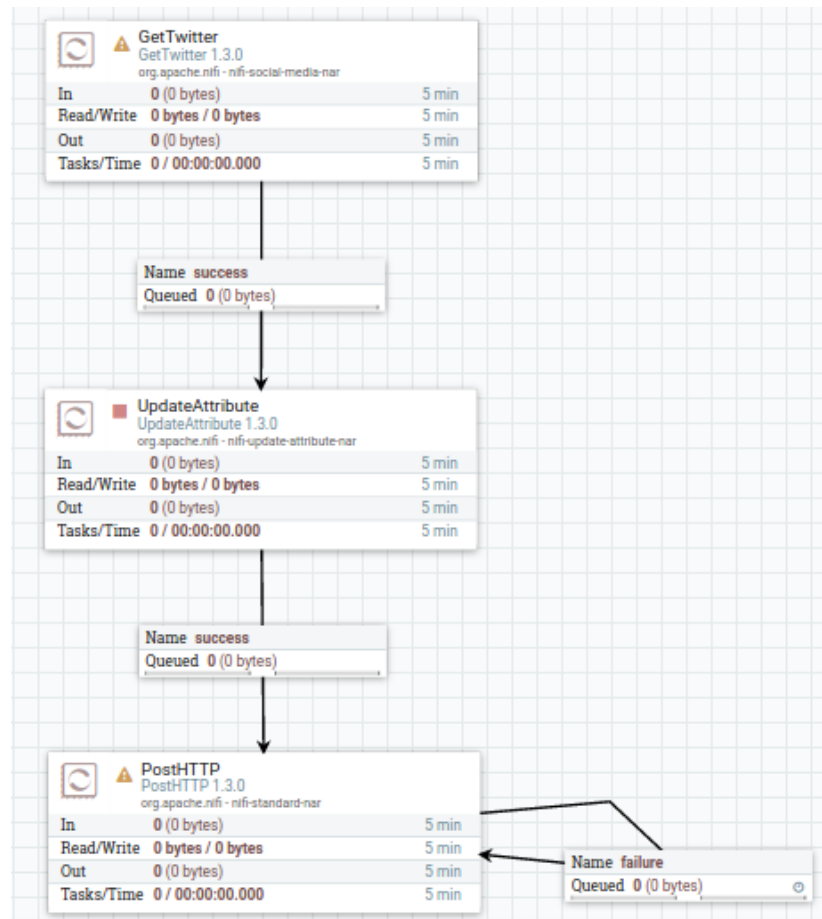 GetTwitter
GetTwitter 1.3.0
org.apache.nifi - nifi-social-media-nar
In 0 (0 bytes) 5 min
Read/Write 0 bytes / 0 bytes 5 min
Out 0 (0 bytes) 5 min
Tasks/Time 0 / 00:00:00.000 5 min
Name success
Queued 0 (0 bytes)
UpdateAttribute
UpdateAttribute 1.3.0
org.apache.nifi - nifi-update-attribute-nar
In 0 (0 bytes) 5 min
Read/Write 0 bytes / 0 bytes 5 min
Out 0 (0 bytes) 5 min
Tasks/Time 0 / 00:00:00.000 5 min
Name success
Queued 0 (0 bytes)
PostHTTP
PostHTTP 1.3.0
org.apache.nifi - nifi-standard-nar
In 0 (0 bytes) 5 min
Read/Write 0 bytes / 0 bytes 5 min
Out 0 (0 bytes) 5 min
Tasks/Time 0 / 00:00:00.000 5 min
Name failure
Queued 0 (0 bytes)